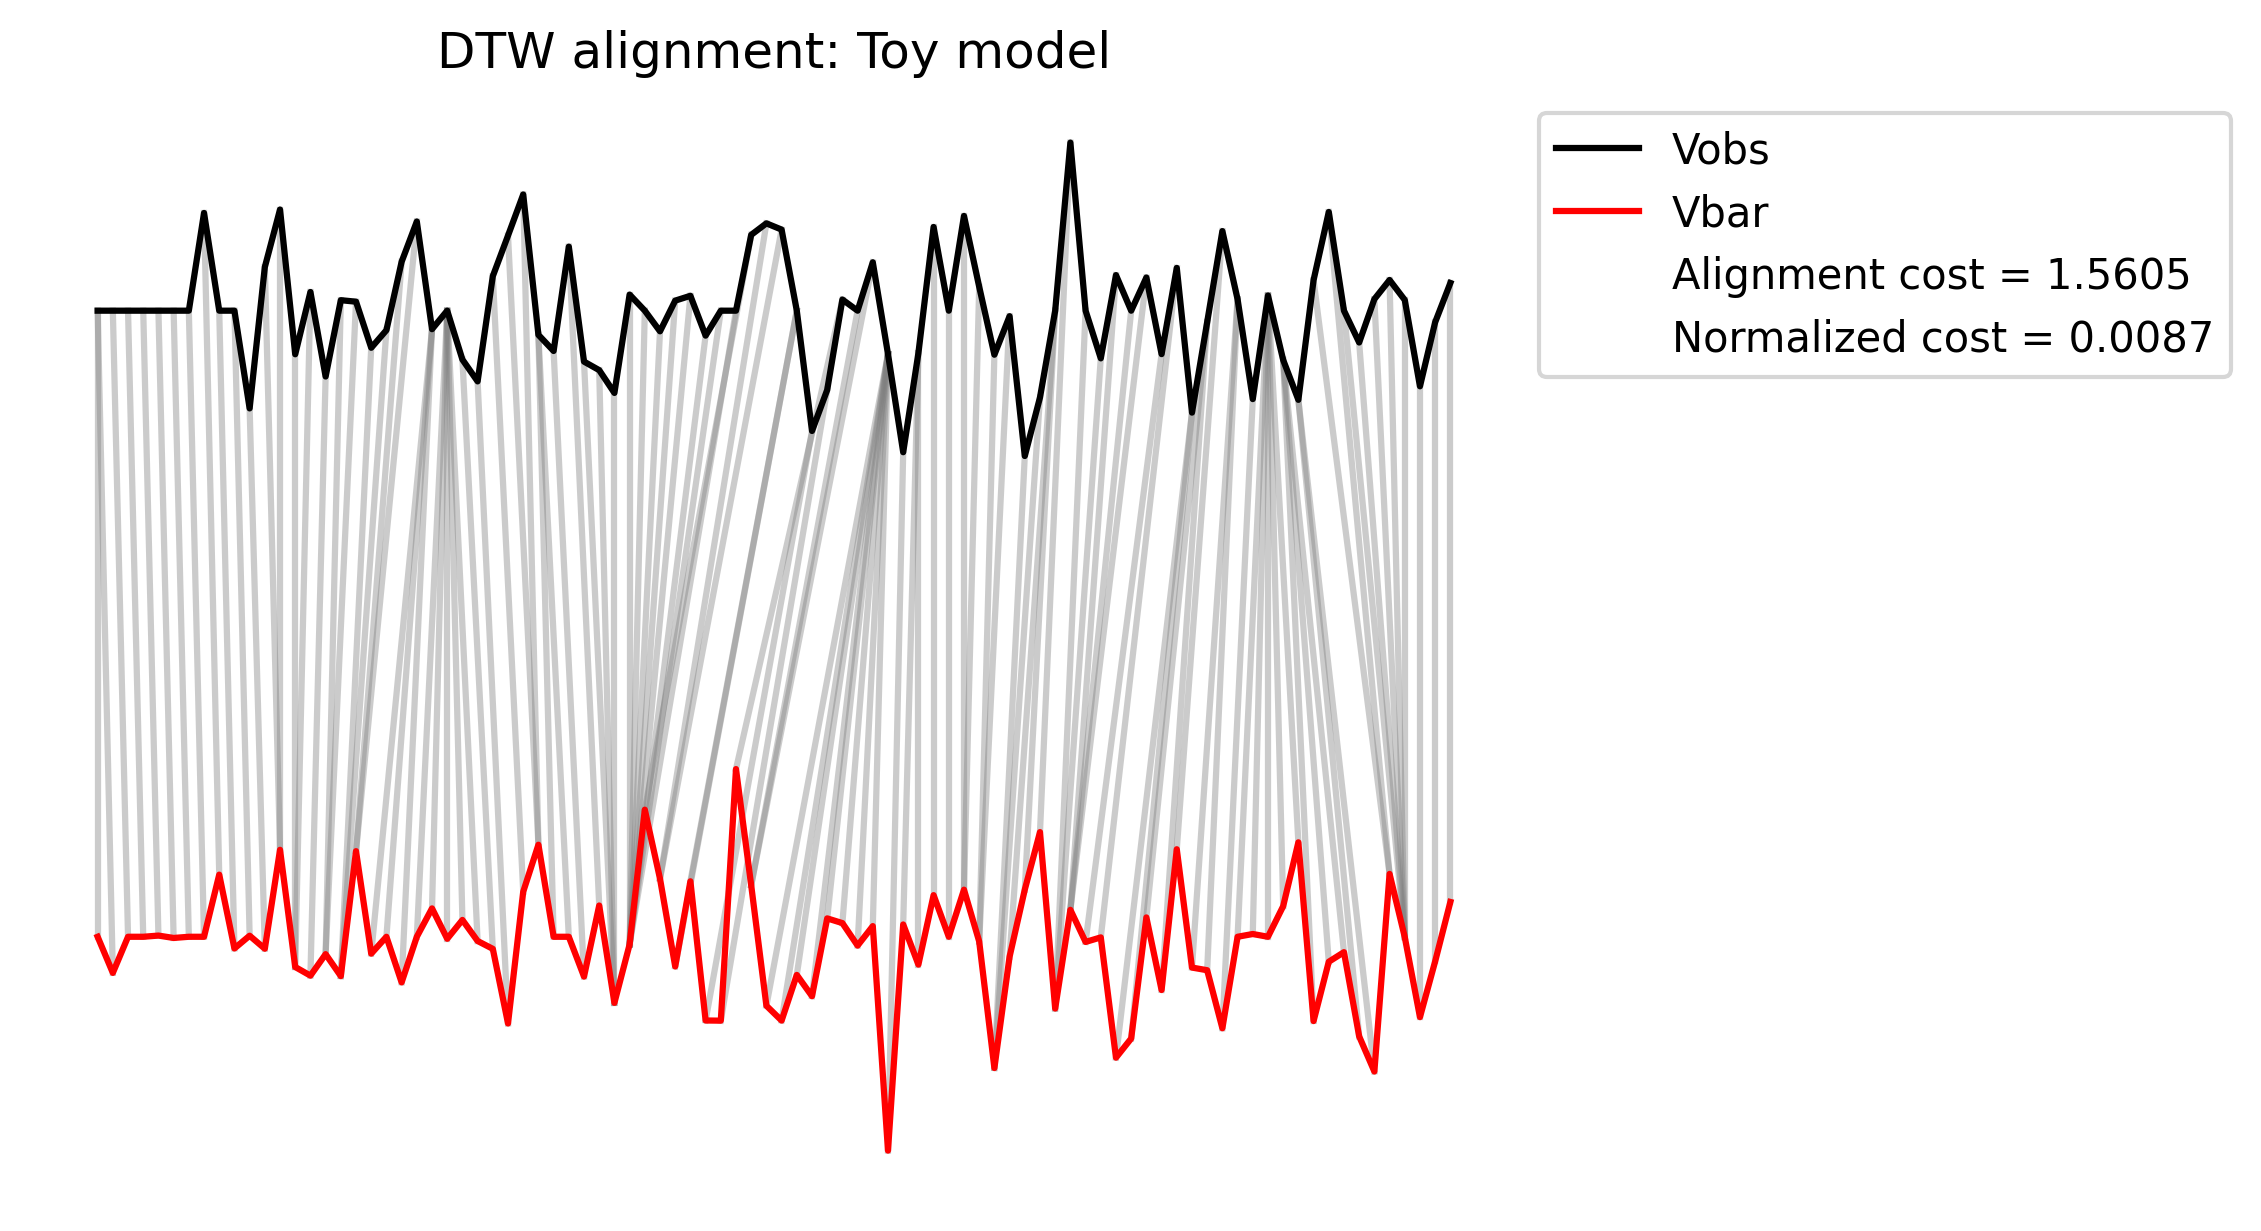 DTW alignment: Toy model
Vobs
Vbar
Alignment cost = 1.5605
Normalized cost = 0.0087